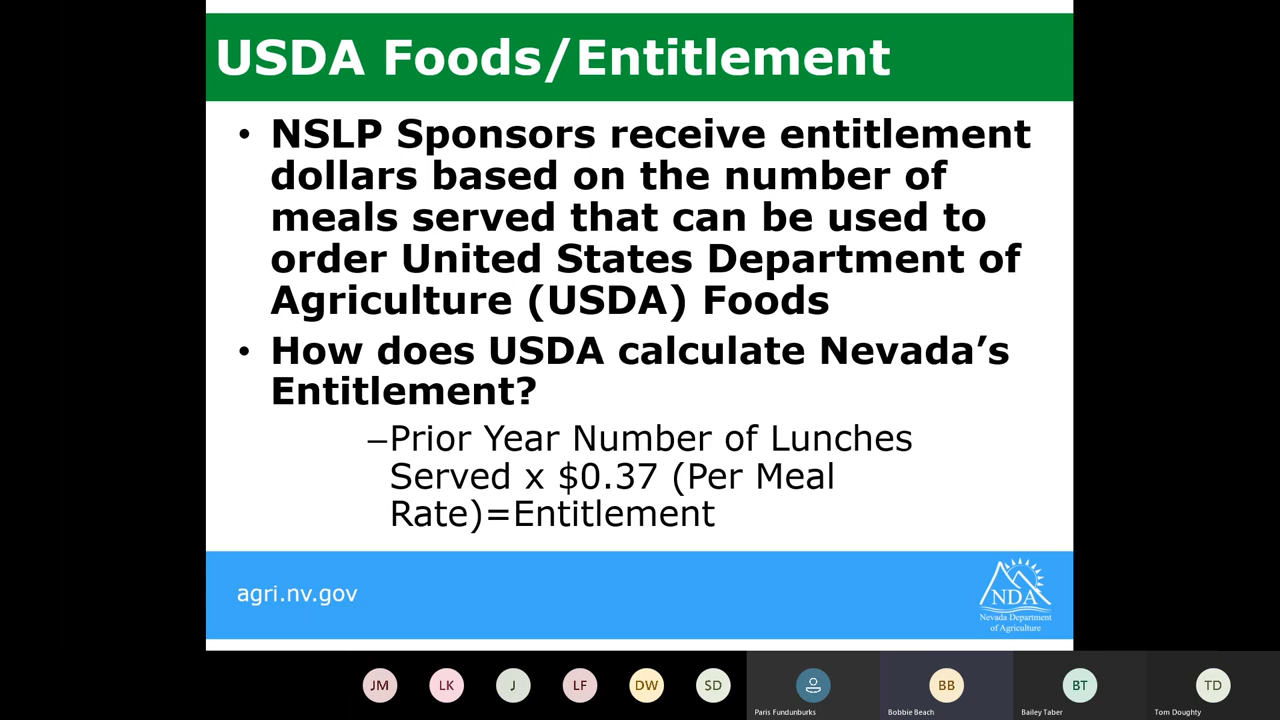 USDA Foods/Entitlement
• NSLP Sponsors receive entitlement
dollars based on the number of
meals served that can be used to
order United States Department of
Agriculture (USDA) Foods
• How does USDA calculate Nevada’s
Entitlement?
–Prior Year Number of Lunches
Served x $0.37 (Per Meal
Rate)=Entitlement
agri.nv.gov
NDA
Nevada Department
of Agriculture
JM LK J LF DW SD BB BT TD
Paris Fundunburks Bobbie Beach Bailey Taber Tom Doughty